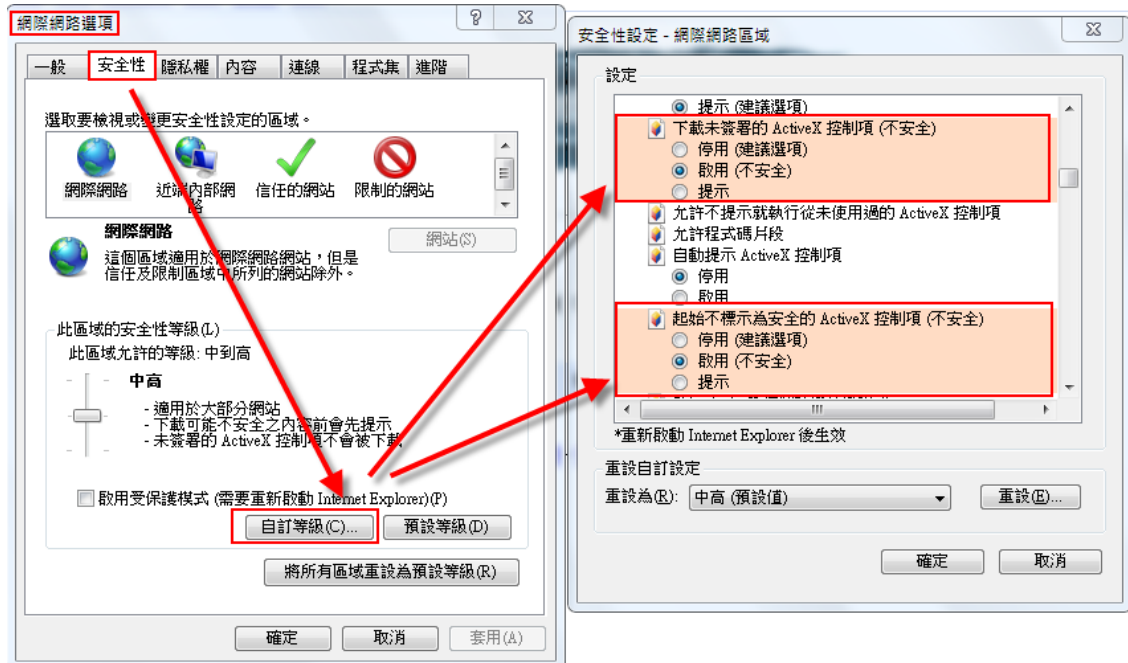 網際網路選項
一般 安全性 隱私權 內容 連線 程式集 進階
選取要檢視或變更安全性設定的區域。
網際網路 近端內部網路 信任的網站 限制的網站
網際網路
網站(S)
這個區域適用於網際網路網站，但是
信任及限制區域中所列的網站除外。
此區域的安全性等級(L)
此區域允許的等級: 中到高
中高
- 適用於大部分網站
- 下載可能不安全之內容前會先提示
- 未簽署的 ActiveX 控制項不會被下載
啟用受保護模式 (需要重新啟動 Internet Explorer)(P)
自訂等級(C)... 預設等級(D)
將所有區域重設為預設等級(R)
確定 取消 套用(A)
安全性設定 - 網際網路區域
設定
提示 (建議選項)
下載未簽署的 ActiveX 控制項 (不安全)
停用 (建議選項)
啟用 (不安全)
提示
允許不提示就執行從未使用過的 ActiveX 控制項
允許程式碼片段
自動提示 ActiveX 控制項
停用
啟用
起始不標示為安全的 ActiveX 控制項 (不安全)
停用 (建議選項)
啟用 (不安全)
提示
*重新啟動 Internet Explorer 後生效
重設自訂設定
重設為(R): 中高 (預設值) 重設(E)...
確定 取消